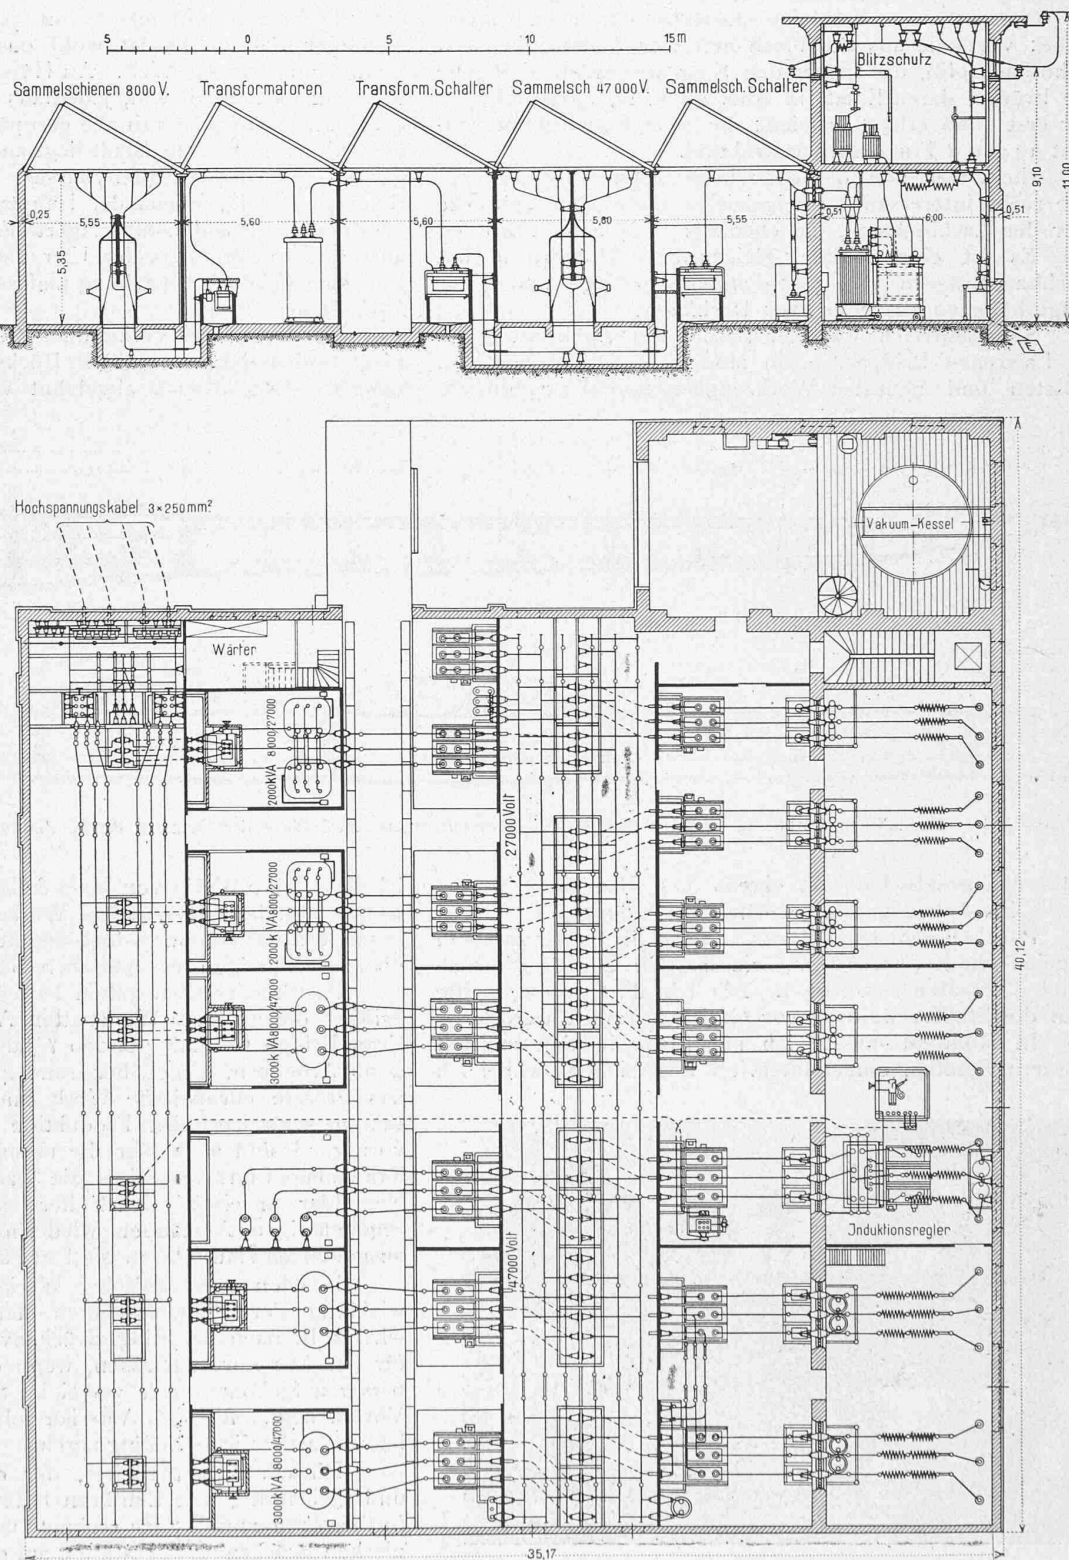 5 0 5 10 15 m
Sammelschienen 8000 V. Transformatoren Transform. Schalter Sammelsch 47000 V. Sammelsch. Schalter
Blitzschutz
0,25 5,55 5,60 5,60 5,60 5,55 0,51 6,00 0,51
5,35
9,10
11,00
E
Hochspannungskabel 3×250 mm²
Vakuum-Kessel
Wärter
2000 kVA 8000/27000
27000 Volt
2000 kVA 8000/27000
3000 kVA 8000/47000
40,12
Induktionsregler
47000 Volt
3000 kVA 8000/47000
35,17